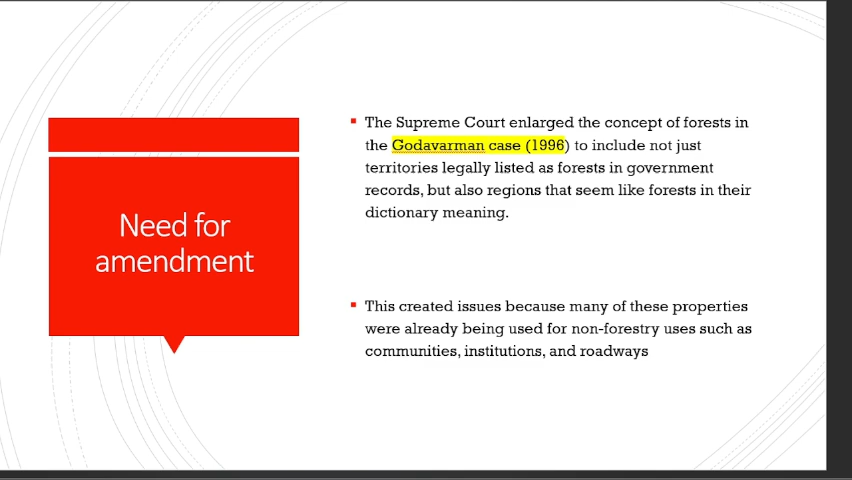 Need for
amendment
The Supreme Court enlarged the concept of forests in
the Godavarman case (1996) to include not just
territories legally listed as forests in government
records, but also regions that seem like forests in their
dictionary meaning.
This created issues because many of these properties
were already being used for non-forestry uses such as
communities, institutions, and roadways